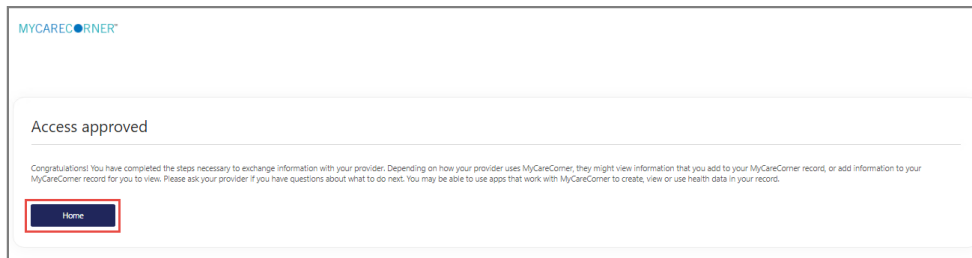 MYCARECORNER™
Access approved
Congratulations! You have completed the steps necessary to exchange information with your provider. Depending on how your provider uses MyCareCorner, they might view information that you add to your MyCareCorner record, or add information to your
MyCareCorner record for you to view. Please ask your provider if you have questions about what to do next. You may be able to use apps that work with MyCareCorner to create, view or use health data in your record.
Home